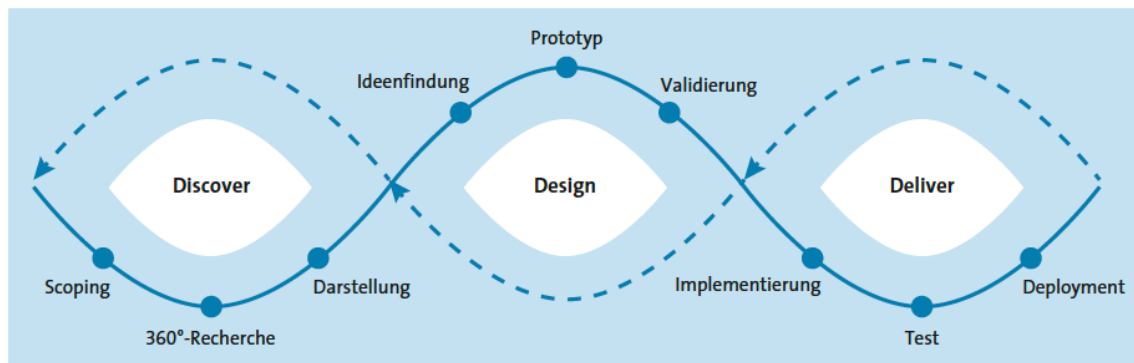 Prototyp
Ideenfindung
Validierung
Discover
Design
Deliver
Scoping
Darstellung
Implementierung
Deployment
360°-Recherche
Test